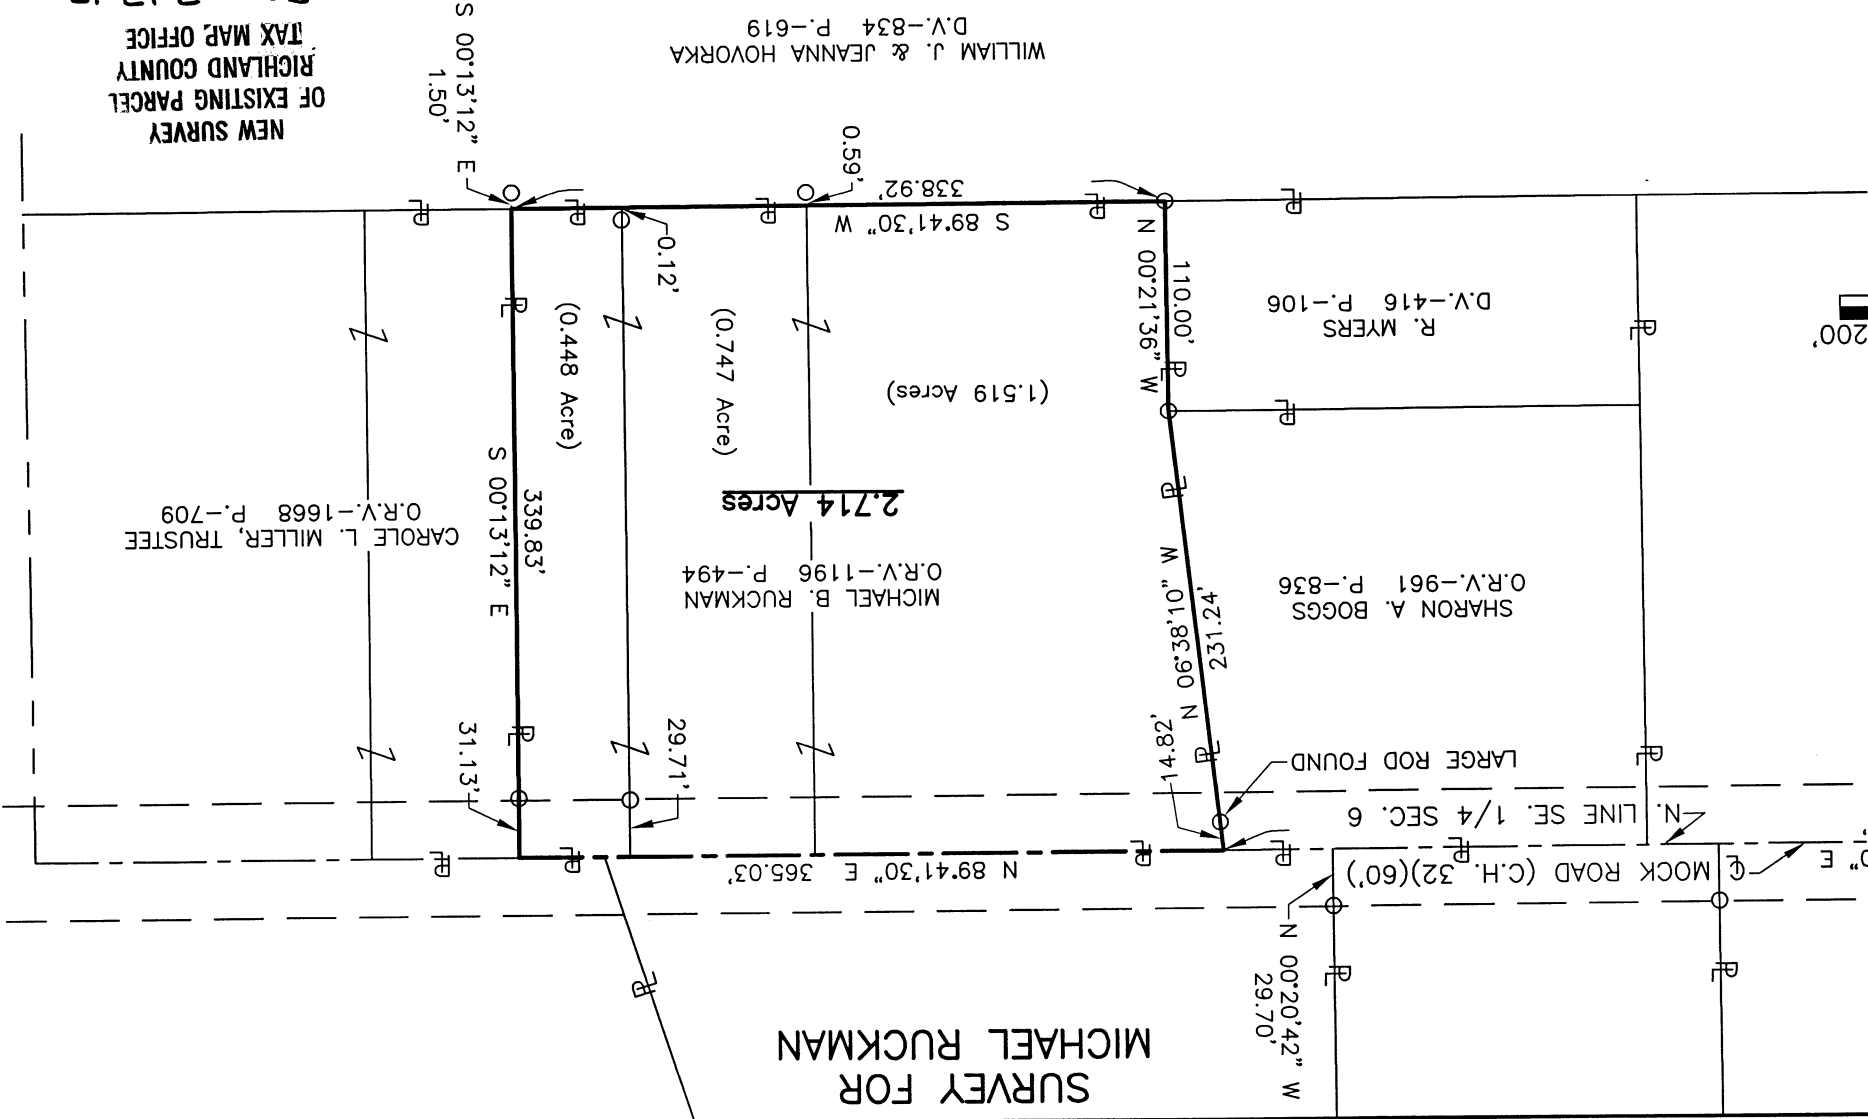 SURVEY FOR
MICHAEL RUCKMAN
N 00°20'42" W
29.70'
MOCK ROAD (C.H. 32)(60')
N. LINE SE. 1/4 SEC. 6
E
N 89°41'30" E 365.03'
LARGE ROD FOUND
14.82'
29.71'
31.13'
SHARON A. BOGGS
O.R.V.-961 P.-836
N 06°38'10" W
231.24'
MICHAEL B. RUCKMAN
O.R.V.-1196 P.-494
2.714 Acres
S 00°13'12" E
339.83'
CAROLE L. MILLER, TRUSTEE
O.R.V.-1668 P.-709
(1.519 Acres)
(0.747 Acre)
(0.448 Acre)
200'
R. MYERS
D.V.-416 P.-106
110.00'
N 00°21'36" W
S 89°41'30" W
338.92'
0.12'
0.59'
S 00°13'12" E
1.50'
WILLIAM J. & JEANNA HOVORKA
D.V.-834 P.-619
NEW SURVEY
OF EXISTING PARCEL
RICHLAND COUNTY
TAX MAP OFFICE